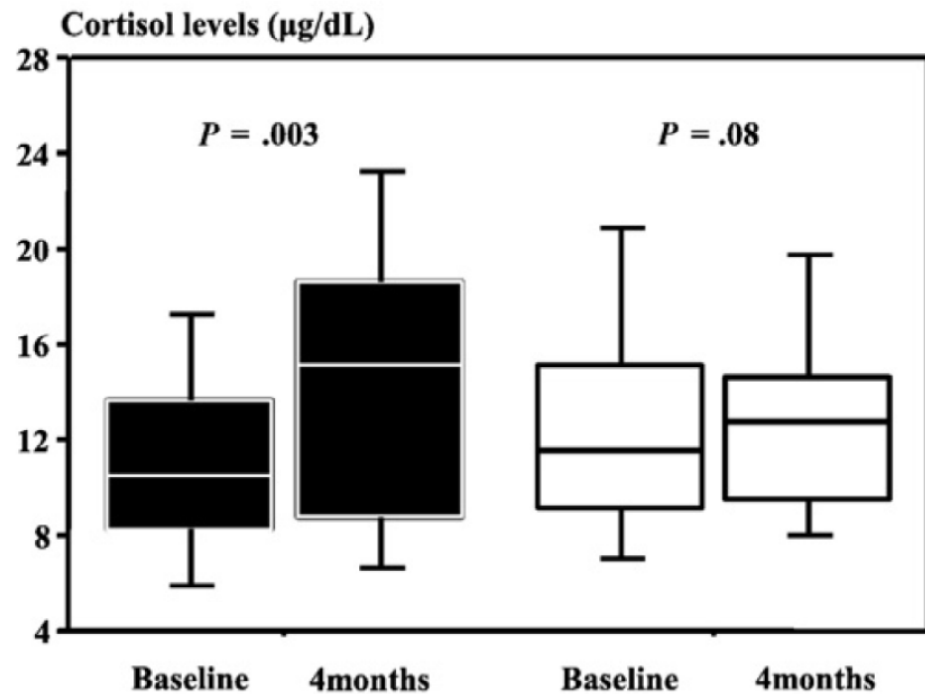 Cortisol levels (µg/dL)
28
P = .003
P = .08
24
20
16
12
8
4
Baseline 4months Baseline 4months